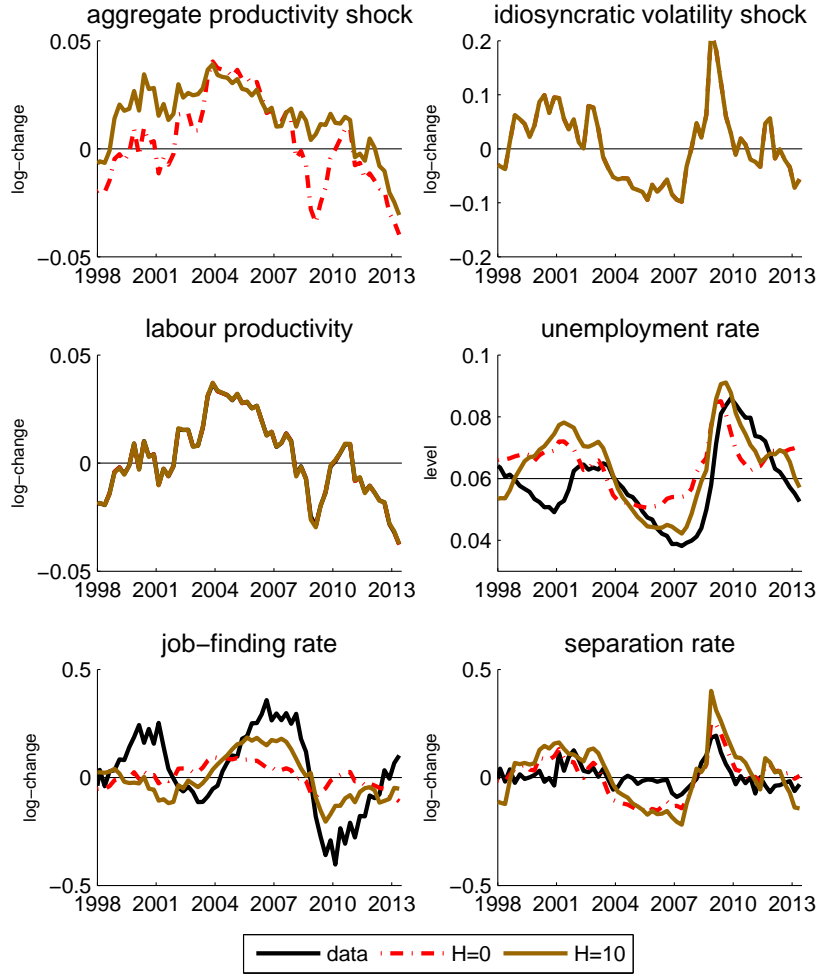 aggregate productivity shock
0.05
0
−0.05
log−change
1998 2001 2004 2007 2010 2013
idiosyncratic volatility shock
0.2
0.1
0
−0.1
−0.2
log−change
1998 2001 2004 2007 2010 2013
labour productivity
0.05
0
−0.05
log−change
1998 2001 2004 2007 2010 2013
unemployment rate
0.1
0.08
0.06
0.04
level
1998 2001 2004 2007 2010 2013
job−finding rate
0.5
0
−0.5
log−change
1998 2001 2004 2007 2010 2013
separation rate
0.5
0
−0.5
log−change
1998 2001 2004 2007 2010 2013
data H=0 H=10